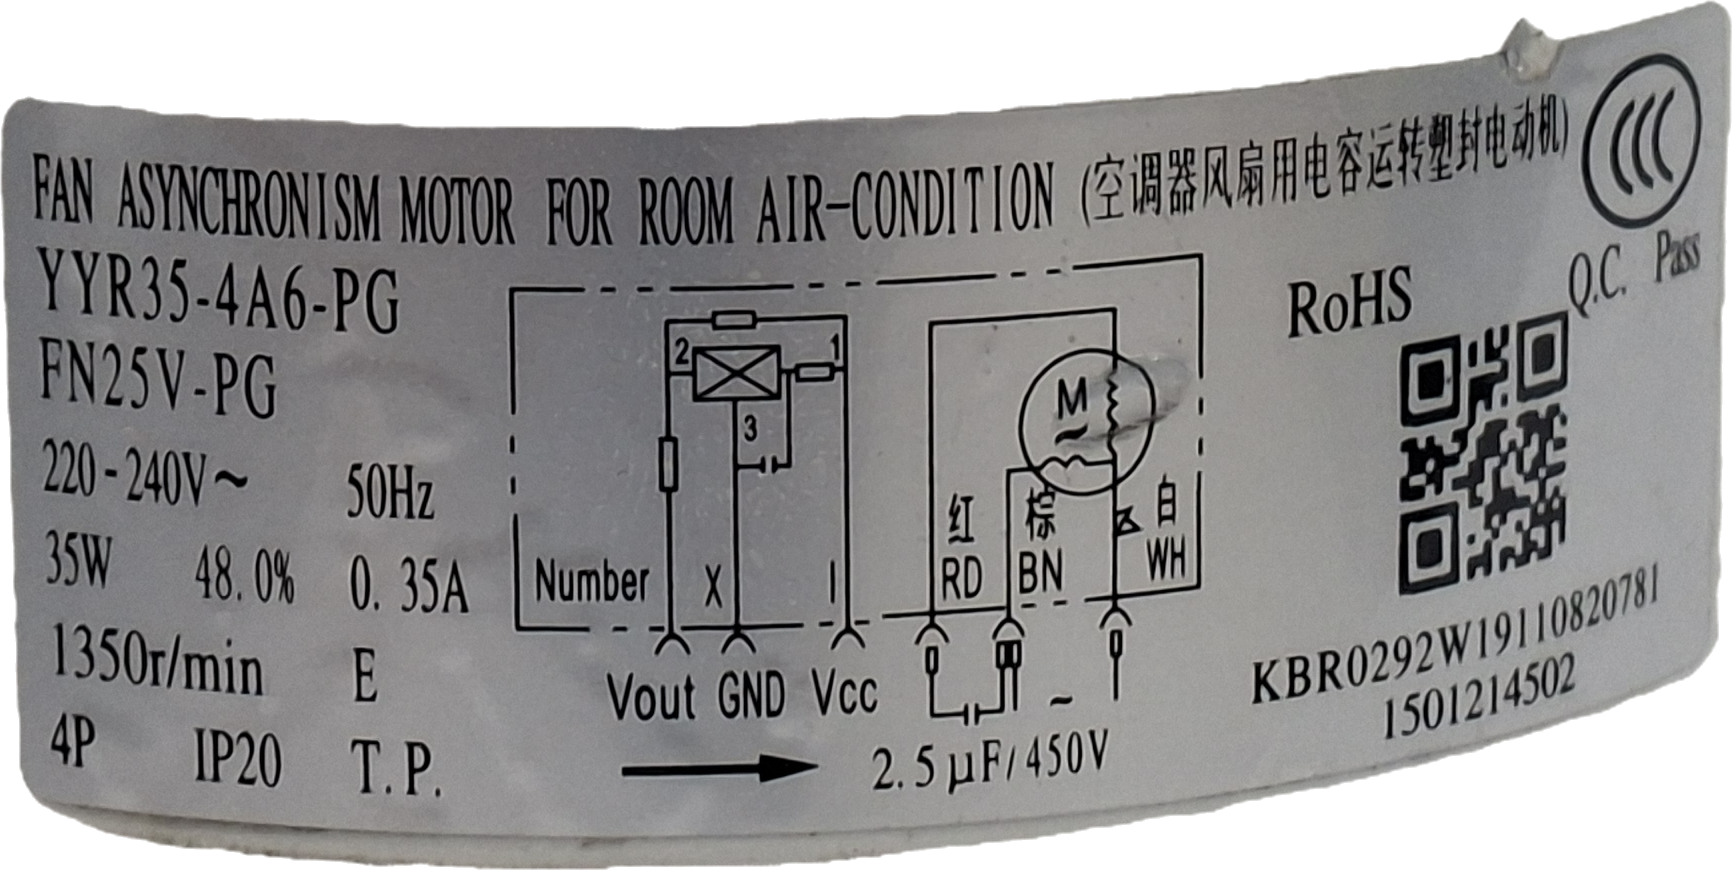 FAN ASYNCHRONISM MOTOR FOR ROOM AIR-CONDITION (空调器风扇用电容运转塑封电动机)
YYR35-4A6-PG
FN25V-PG
220-240V~ 50Hz
35W 48.0% 0.35A
1350r/min E
4P IP20 T.P.
2 1
3
M
~
红 棕 白
RD BN WH
Number X I
Vout GND Vcc ~
2.5μF/450V
RoHS
Q.C. Pass
KBR0292W19110820781
1501214502